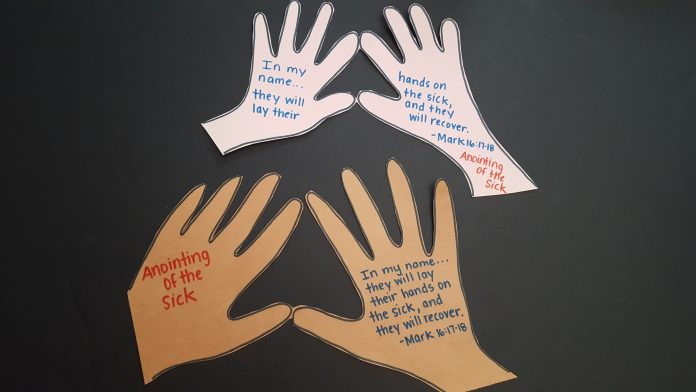 In my
name...
they will
lay their
hands on
the sick,
and they
will recover.
-Mark 16:17-18
Anointing
of the
Sick
Anointing
of the
sick
In my name...
they will lay
their hands on
the sick, and
they will recover.
-Mark 16:17-18